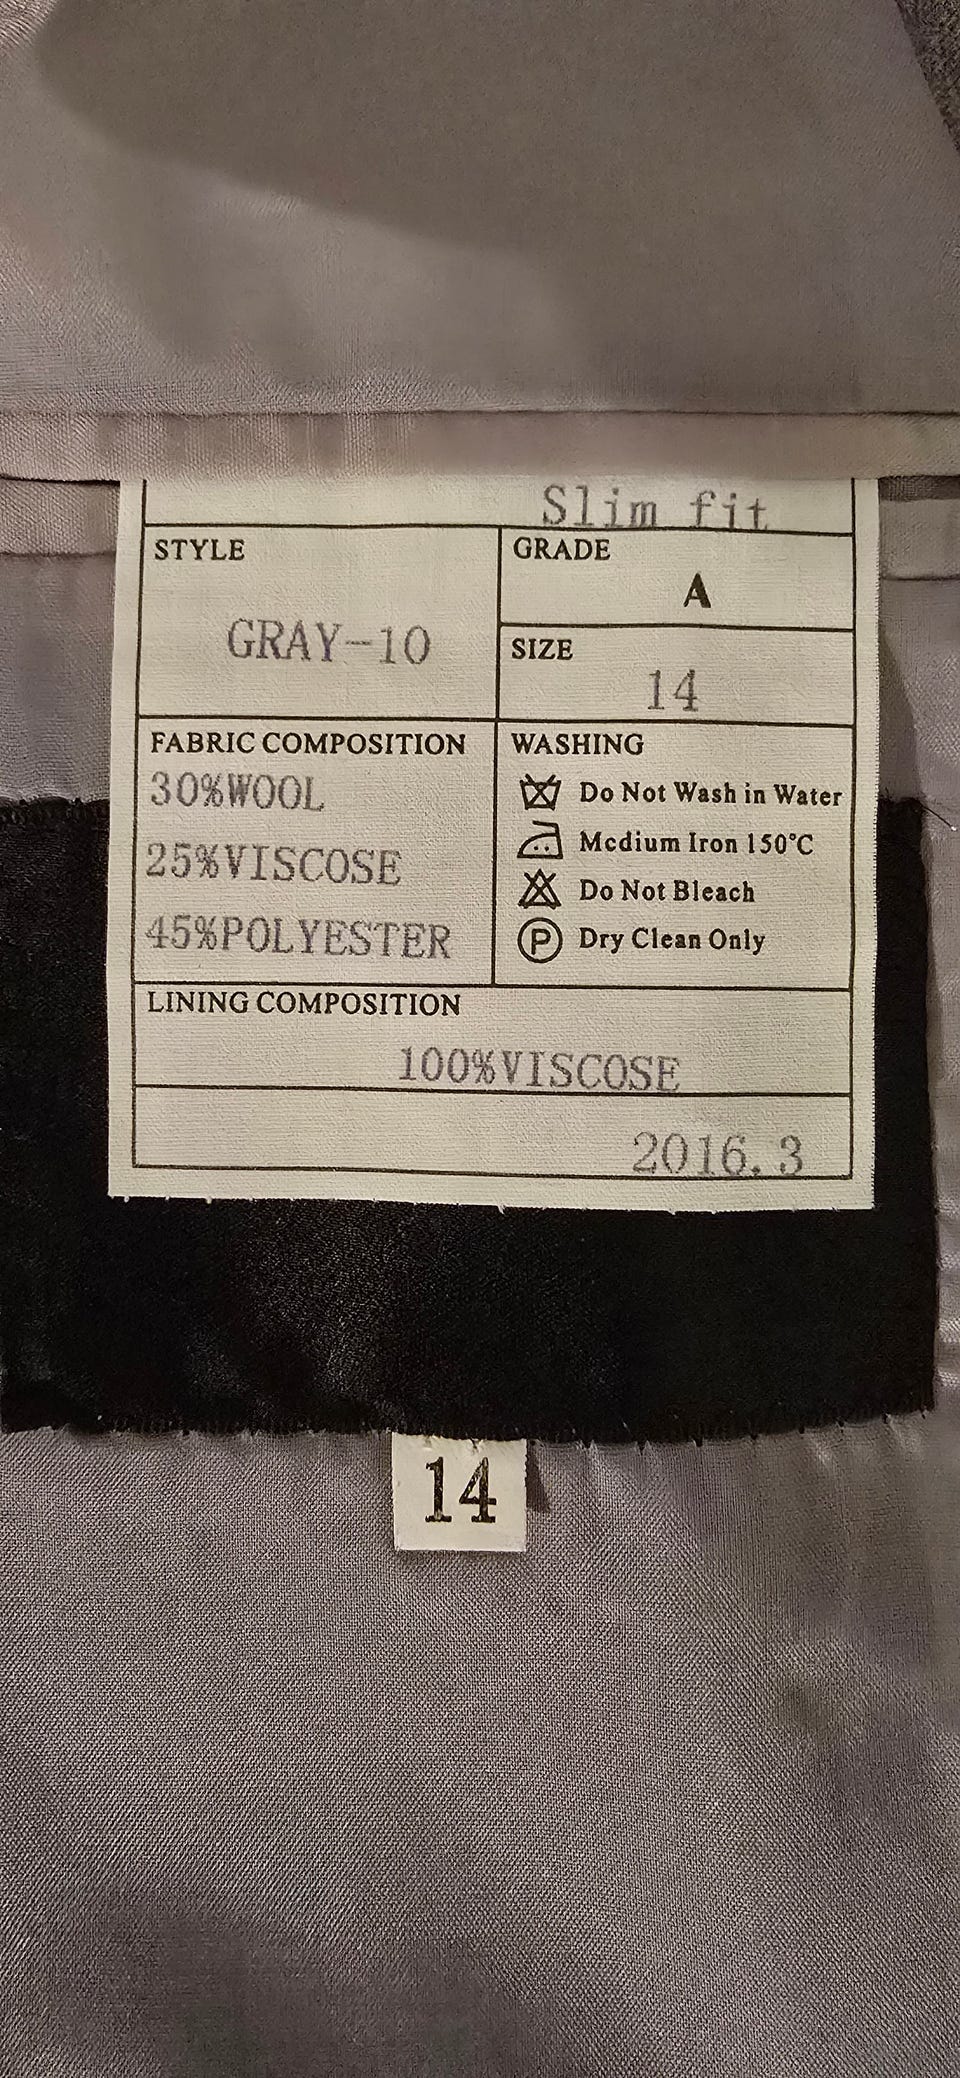 Slim fit
STYLE
GRAY-10
GRADE
A
SIZE
14
FABRIC COMPOSITION
30%WOOL
25%VISCOSE
45%POLYESTER
WASHING
Do Not Wash in Water
Medium Iron 150°C
Do Not Bleach
P Dry Clean Only
LINING COMPOSITION
100%VISCOSE
2016.3
14